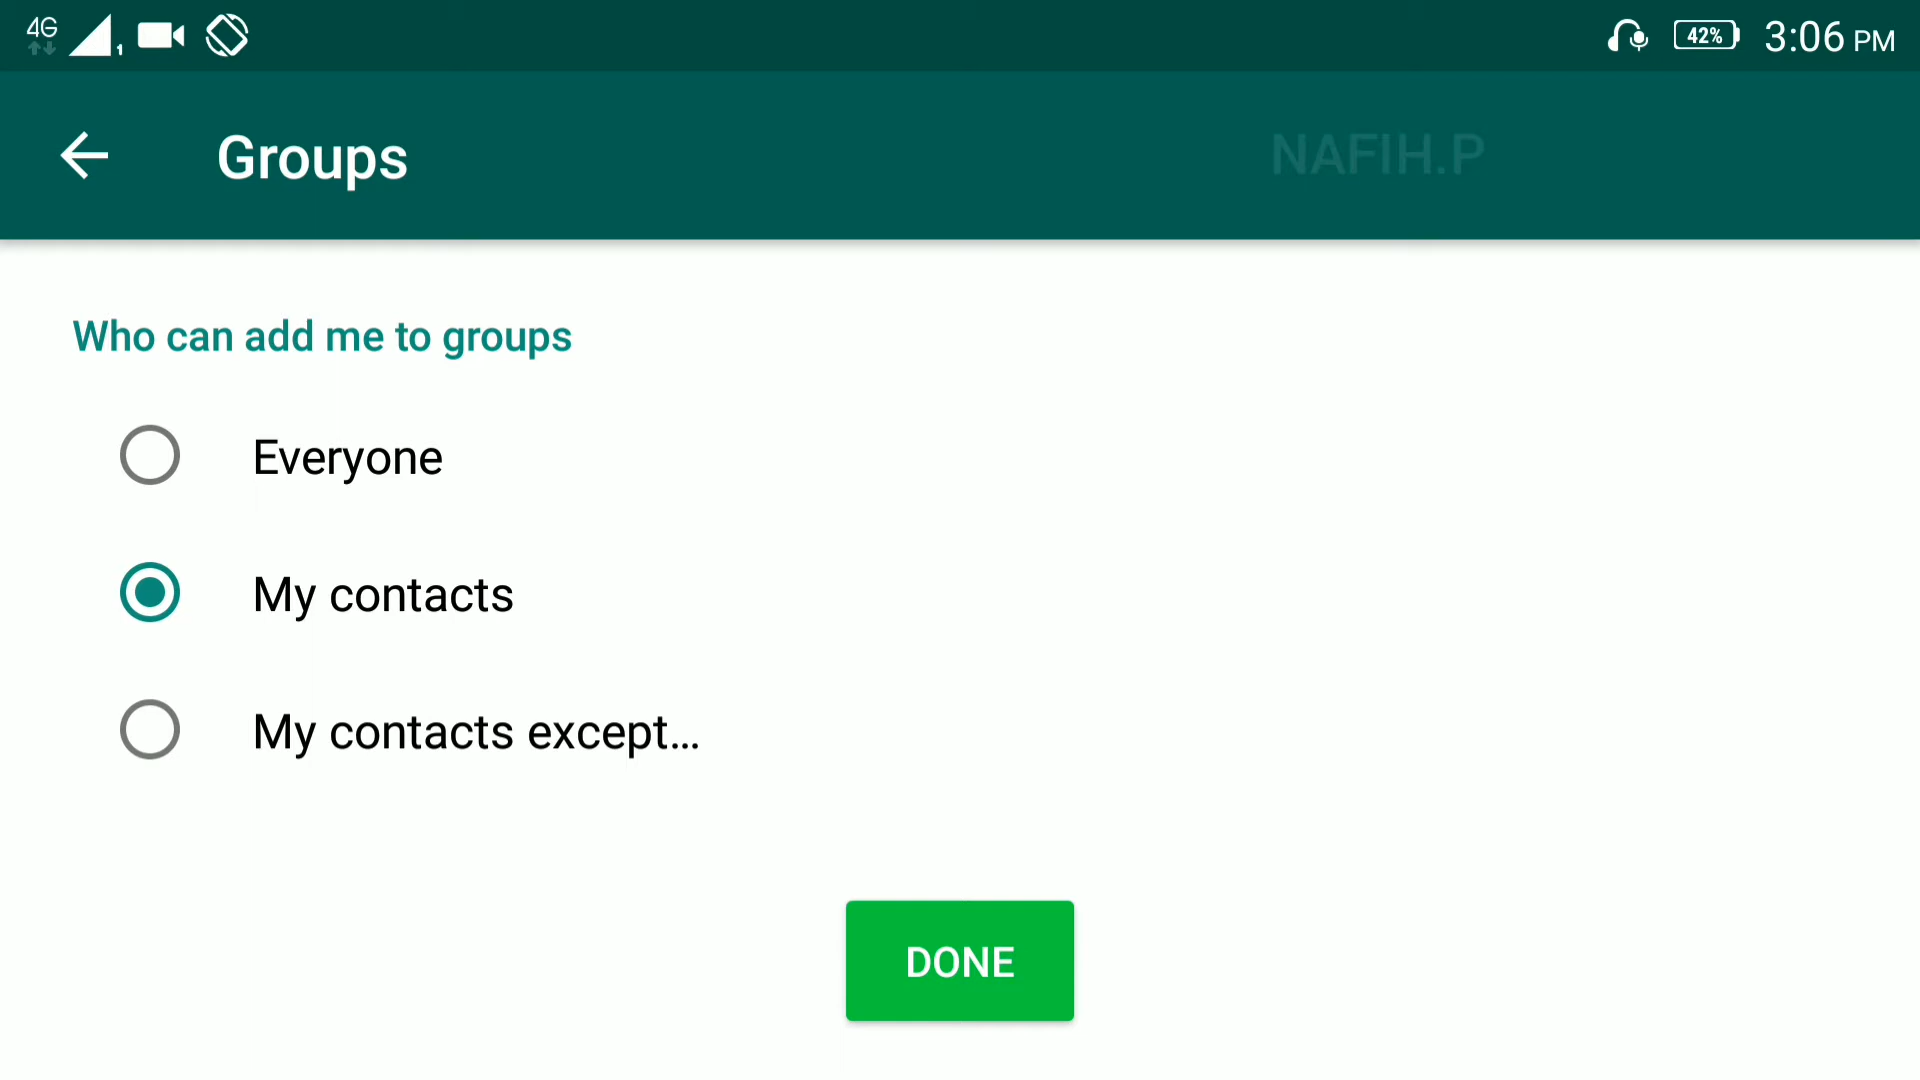 4G 1 42% 3:06 PM
Groups NAFIH.P
Who can add me to groups
Everyone
My contacts
My contacts except...
DONE